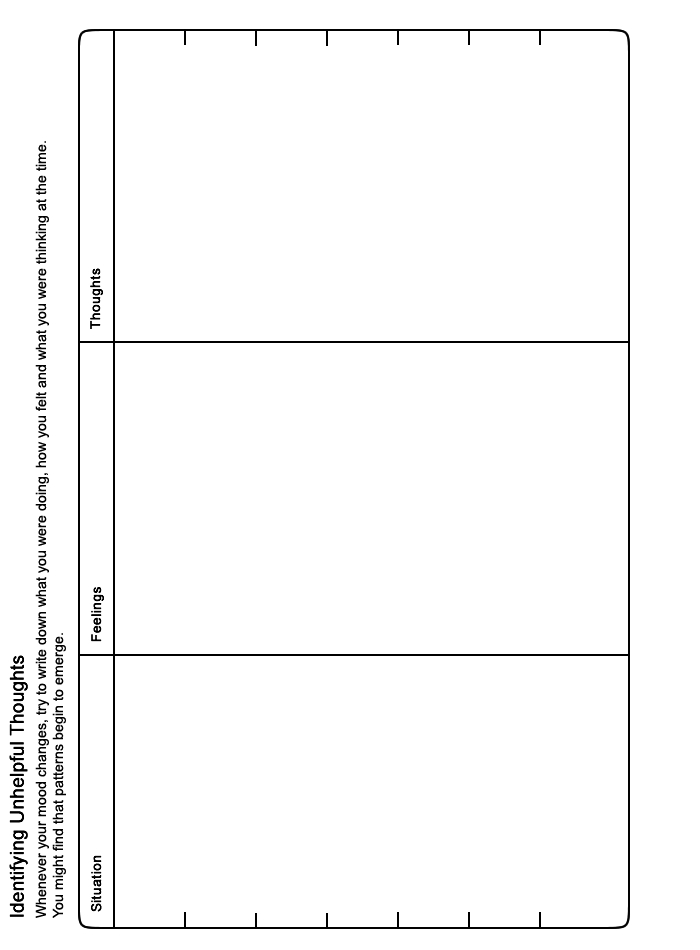 Identifying Unhelpful Thoughts
Whenever your mood changes, try to write down what you were doing, how you felt and what you were thinking at the time.
You might find that patterns begin to emerge.
Situation
Feelings
Thoughts